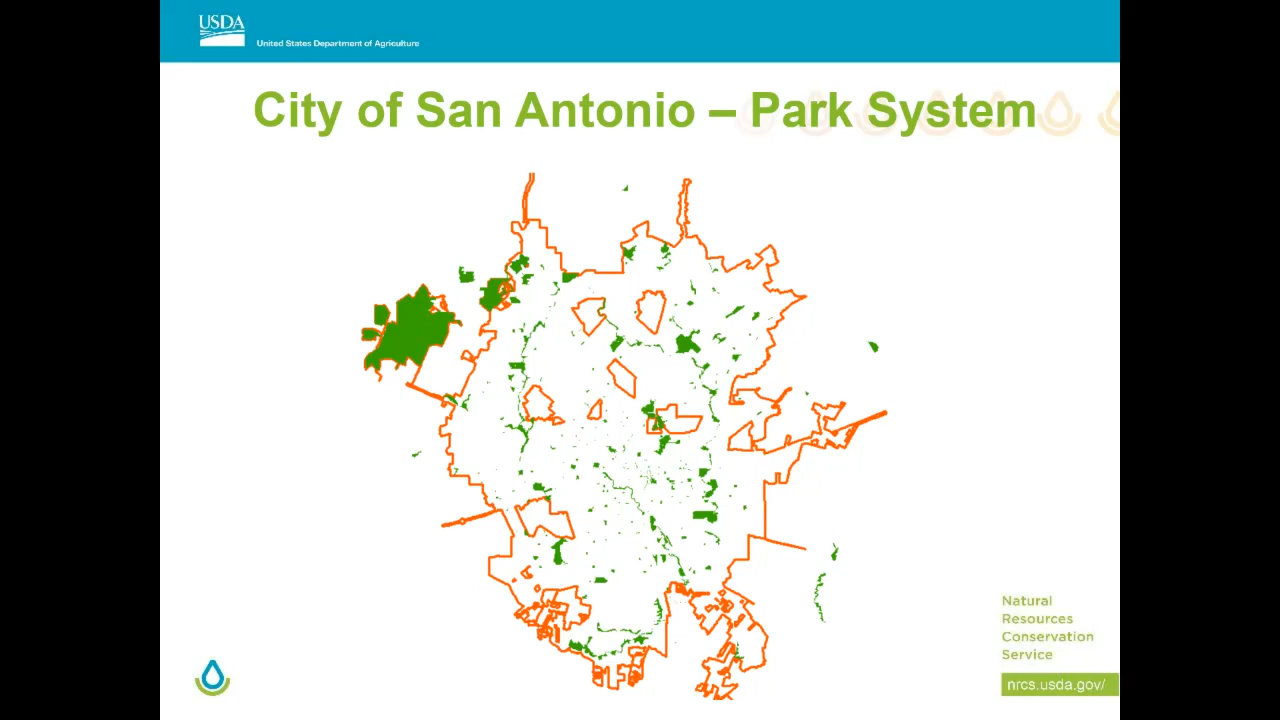 USDA
United States Department of Agriculture
City of San Antonio – Park System
Natural
Resources
Conservation
Service
nrcs.usda.gov/